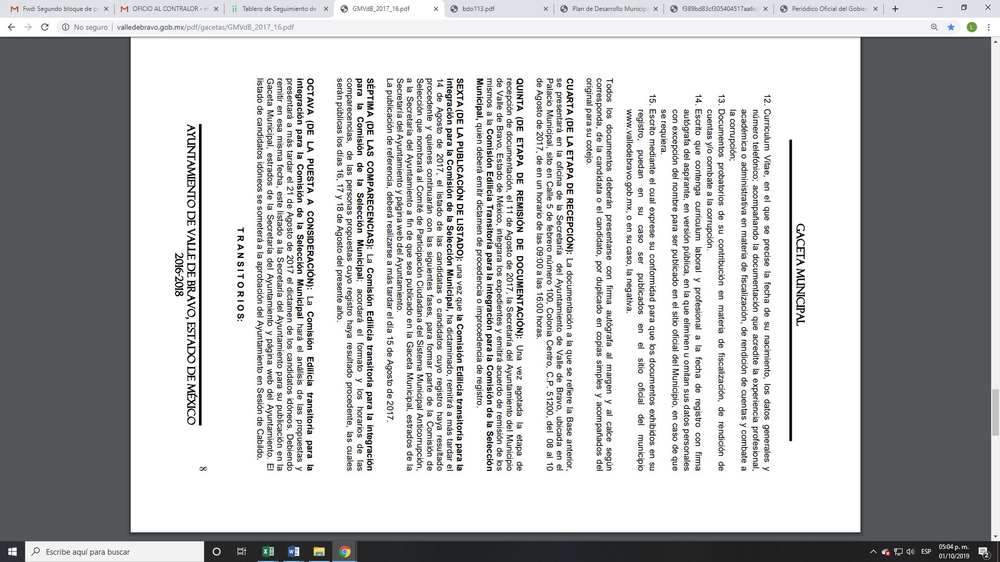 Fwd: Segundo bloque de pr
OFICIO AL CONTRALOR - m
Tablero de Seguimiento de
GMVdB_2017_16.pdf
bdo113.pdf
Plan de Desarrollo Municipa
f389bd83cf305404517aa6c
Periódico Oficial del Gobier
No seguro
valledebravo.gob.mx/pdf/gacetas/GMVdB_2017_16.pdf
L
GACETA MUNICIPAL
12. Curriculum Vitae, en el que se precise la fecha de su nacimiento, los datos generales y
número telefónico; acompañando la documentación que acredite la experiencia profesional,
académica o administrativa en materia de fiscalización, de rendición de cuentas y combate a
la corrupción;
13. Documentos probatorios de su contribución en materia de fiscalización, de rendición de
cuentas y/o combate a la corrupción.
14. Escrito que contenga curriculum laboral y profesional a la fecha de registro con firma
autógrafa del aspirante, en versión pública, en la que eliminen u omitan sus datos personales
con excepción del nombre para ser publicado en el sitio oficial del Municipio, en caso de que
se requiera.
15. Escrito mediante el cual exprese su conformidad para que los documentos exhibidos en su
registro, puedan en su caso ser publicados en el sitio oficial del municipio
www.valledebravo.gob.mx, o en su caso, la negativa.
Todos los documentos deberán presentarse con firma autógrafa al margen y al calce según
corresponda, de la candidata o el candidato, por duplicado en copias simples y acompañados del
original para su cotejo.
CUARTA (DE LA ETAPA DE RECEPCIÓN): La documentación a la que se refiere la Base anterior,
se presentará en la oficina de la Secretaría del Ayuntamiento de Valle de Bravo, ubicada en el
Palacio Municipal, sito en Calle 5 de febrero número 100, Colonia Centro, C.P. 51200, del 08 al 10
de Agosto de 2017, de en un horario de las 09:00 a las 16:00 horas.
QUINTA (DE ETAPA DE REMISIÓN DE DOCUMENTACIÓN): Una vez agotada la etapa de
recepción de documentación, el 11 de Agosto de 2017, la Secretaría del Ayuntamiento del Municipio
de Valle de Bravo, Estado de México, integrara los expedientes y emitirá acuerdo de remisión de los
mismos a la Comisión Edilicia Transitoria para la integración para la Comisión de la Selección
Municipal, quien deberá emitir dictamen de procedencia o improcedencia de registro.
SEXTA (DE LA PUBLICACIÓN DE LISTADO): una vez que la Comisión Edilicia transitoria para la
integración para la Comisión de la Selección Municipal, ha dictaminado, remitirá a más tardar el
14 de Agosto de 2017, el listado de las candidatas o candidatos cuyo registro haya resultado
procedente y quienes continuarán con las siguientes fases, para formar parte de la Comisión de
Selección que nombrará al Comité de Participación Ciudadana del Sistema Municipal Anticorrupción,
a la Secretaría del Ayuntamiento a fin de que sea publicado en la Gaceta Municipal, estrados de la
Secretaría del Ayuntamiento y página web del Ayuntamiento.
La publicación de referencia, deberá realizarse a más tardar el día 15 de Agosto de 2017.
SÉPTIMA (DE LAS COMPARECENCIAS): La Comisión Edilicia transitoria para la integración
para la Comisión de la Selección Municipal; acordará el formato y los horarios de las
comparecencias, de las personas propuestas cuyo registro haya resultado procedente, las cuales
serán públicas los días 16, 17 y 18 de Agosto del presente año.
OCTAVA (DE LA PUESTA A CONSIDERACIÓN): La Comisión Edilicia transitoria para la
integración para la Comisión de la Selección Municipal hará el análisis de las propuestas y
presentará a más tardar el 21 de Agosto de 2017 el dictamen de los candidatos idóneos. Debiendo
remitir en esa misma fecha, este listado a la Secretaría del Ayuntamiento para su publicación en la
Gaceta Municipal, estrados de la Secretaría del Ayuntamiento y página web del Ayuntamiento. El
listado de candidatos idóneos se someterá a la aprobación del Ayuntamiento en Sesión de Cabildo.
T R A N S I T O R I O S:
8
AYUNTAMIENTO DE VALLE DE BRAVO, ESTADO DE MÉXICO
2016-2018
Escribe aquí para buscar
ESP
05:04 p. m.
01/10/2019
2